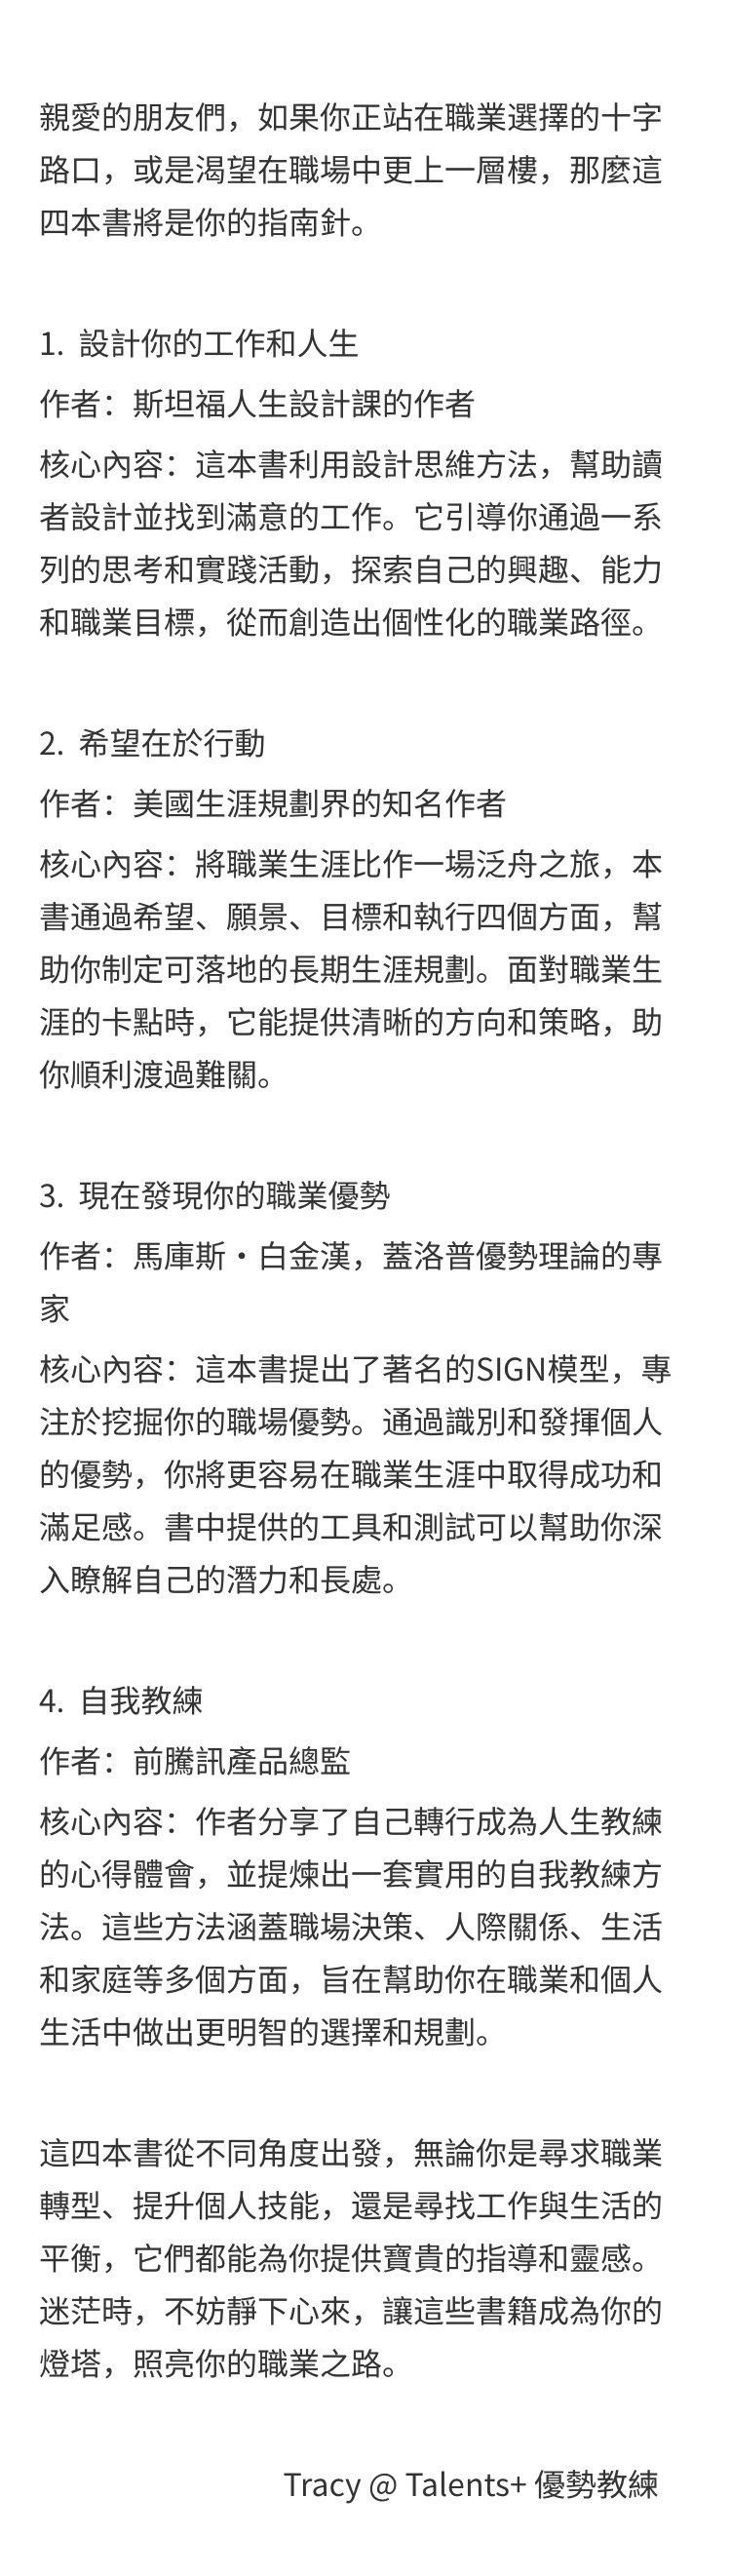 親愛的朋友們，如果你正站在職業選擇的十字
路口，或是渴望在職場中更上一層樓，那麼這
四本書將是你的指南針。
1. 設計你的工作和人生
作者：斯坦福人生設計課的作者
核心內容：這本書利用設計思維方法，幫助讀
者設計並找到滿意的工作。它引導你通過一系
列的思考和實踐活動，探索自己的興趣、能力
和職業目標，從而創造出個性化的職業路徑。
2. 希望在於行動
作者：美國生涯規劃界的知名作者
核心內容：將職業生涯比作一場泛舟之旅，本
書通過希望、願景、目標和執行四個方面，幫
助你制定可落地的長期生涯規劃。面對職業生
涯的卡點時，它能提供清晰的方向和策略，助
你順利渡過難關。
3. 現在發現你的職業優勢
作者：馬庫斯·白金漢，蓋洛普優勢理論的專
家
核心內容：這本書提出了著名的SIGN模型，專
注於挖掘你的職場優勢。通過識別和發揮個人
的優勢，你將更容易在職業生涯中取得成功和
滿足感。書中提供的工具和測試可以幫助你深
入瞭解自己的潛力和長處。
4. 自我教練
作者：前騰訊產品總監
核心內容：作者分享了自己轉行成為人生教練
的心得體會，並提煉出一套實用的自我教練方
法。這些方法涵蓋職場決策、人際關係、生活
和家庭等多個方面，旨在幫助你在職業和個人
生活中做出更明智的選擇和規劃。
這四本書從不同角度出發，無論你是尋求職業
轉型、提升個人技能，還是尋找工作與生活的
平衡，它們都能為你提供寶貴的指導和靈感。
迷茫時，不妨靜下心來，讓這些書籍成為你的
燈塔，照亮你的職業之路。
Tracy @ Talents+ 優勢教練